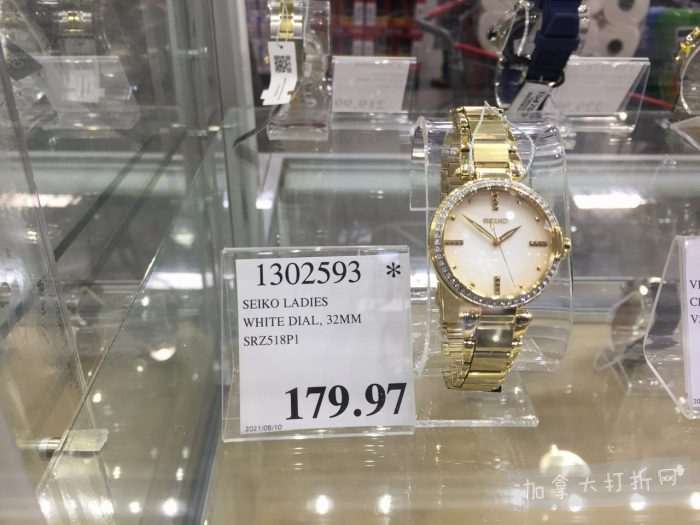 1302593 *
SEIKO LADIES
WHITE DIAL, 32MM
SRZ518P1
179.97
2021/08/10
SEIKO
加拿大打折网